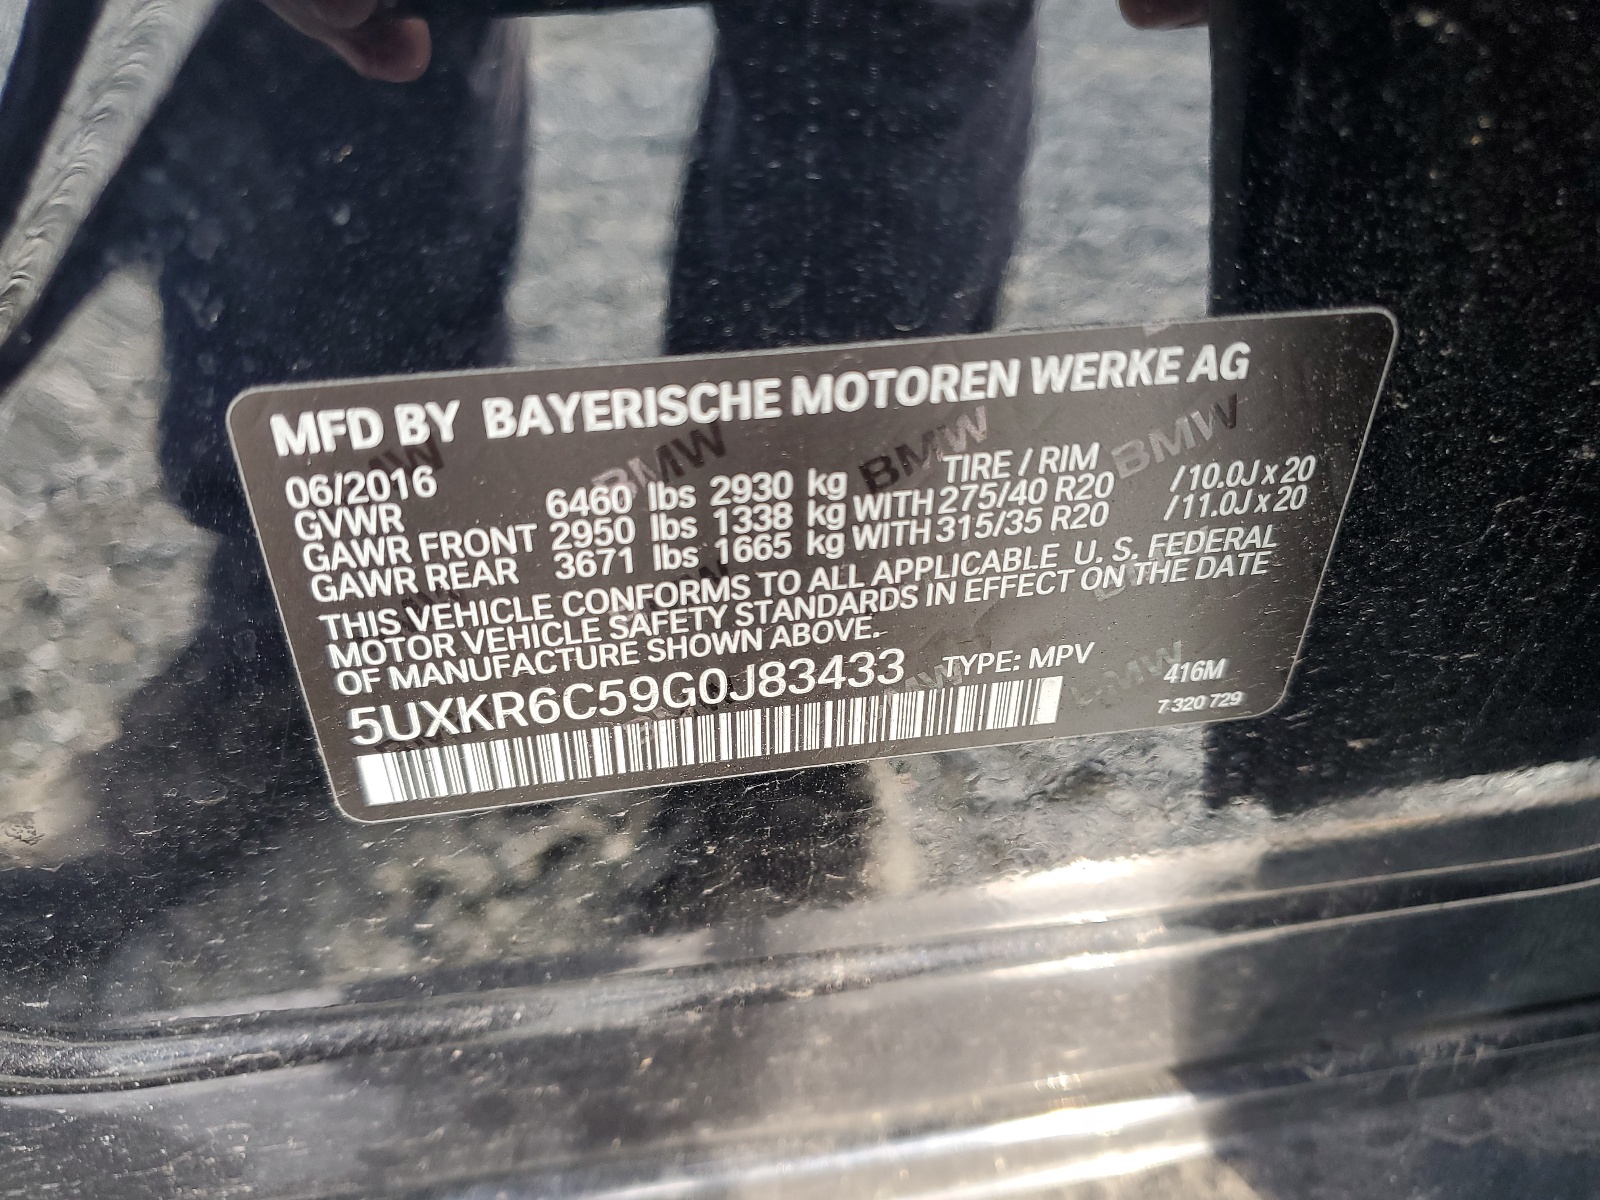 MFD BY BAYERISCHE MOTOREN WERKE AG
06/2016 TIRE / RIM
GVWR 6460 lbs 2930 kg
GAWR FRONT 2950 lbs 1338 kg WITH 275/40 R20 /10.0J x 20
GAWR REAR 3671 lbs 1665 kg WITH 315/35 R20 /11.0J x 20
THIS VEHICLE CONFORMS TO ALL APPLICABLE U. S. FEDERAL
MOTOR VEHICLE SAFETY STANDARDS IN EFFECT ON THE DATE
OF MANUFACTURE SHOWN ABOVE.
5UXKR6C59G0J83433 TYPE: MPV 416M
7 320 729
BMW BMW BMW